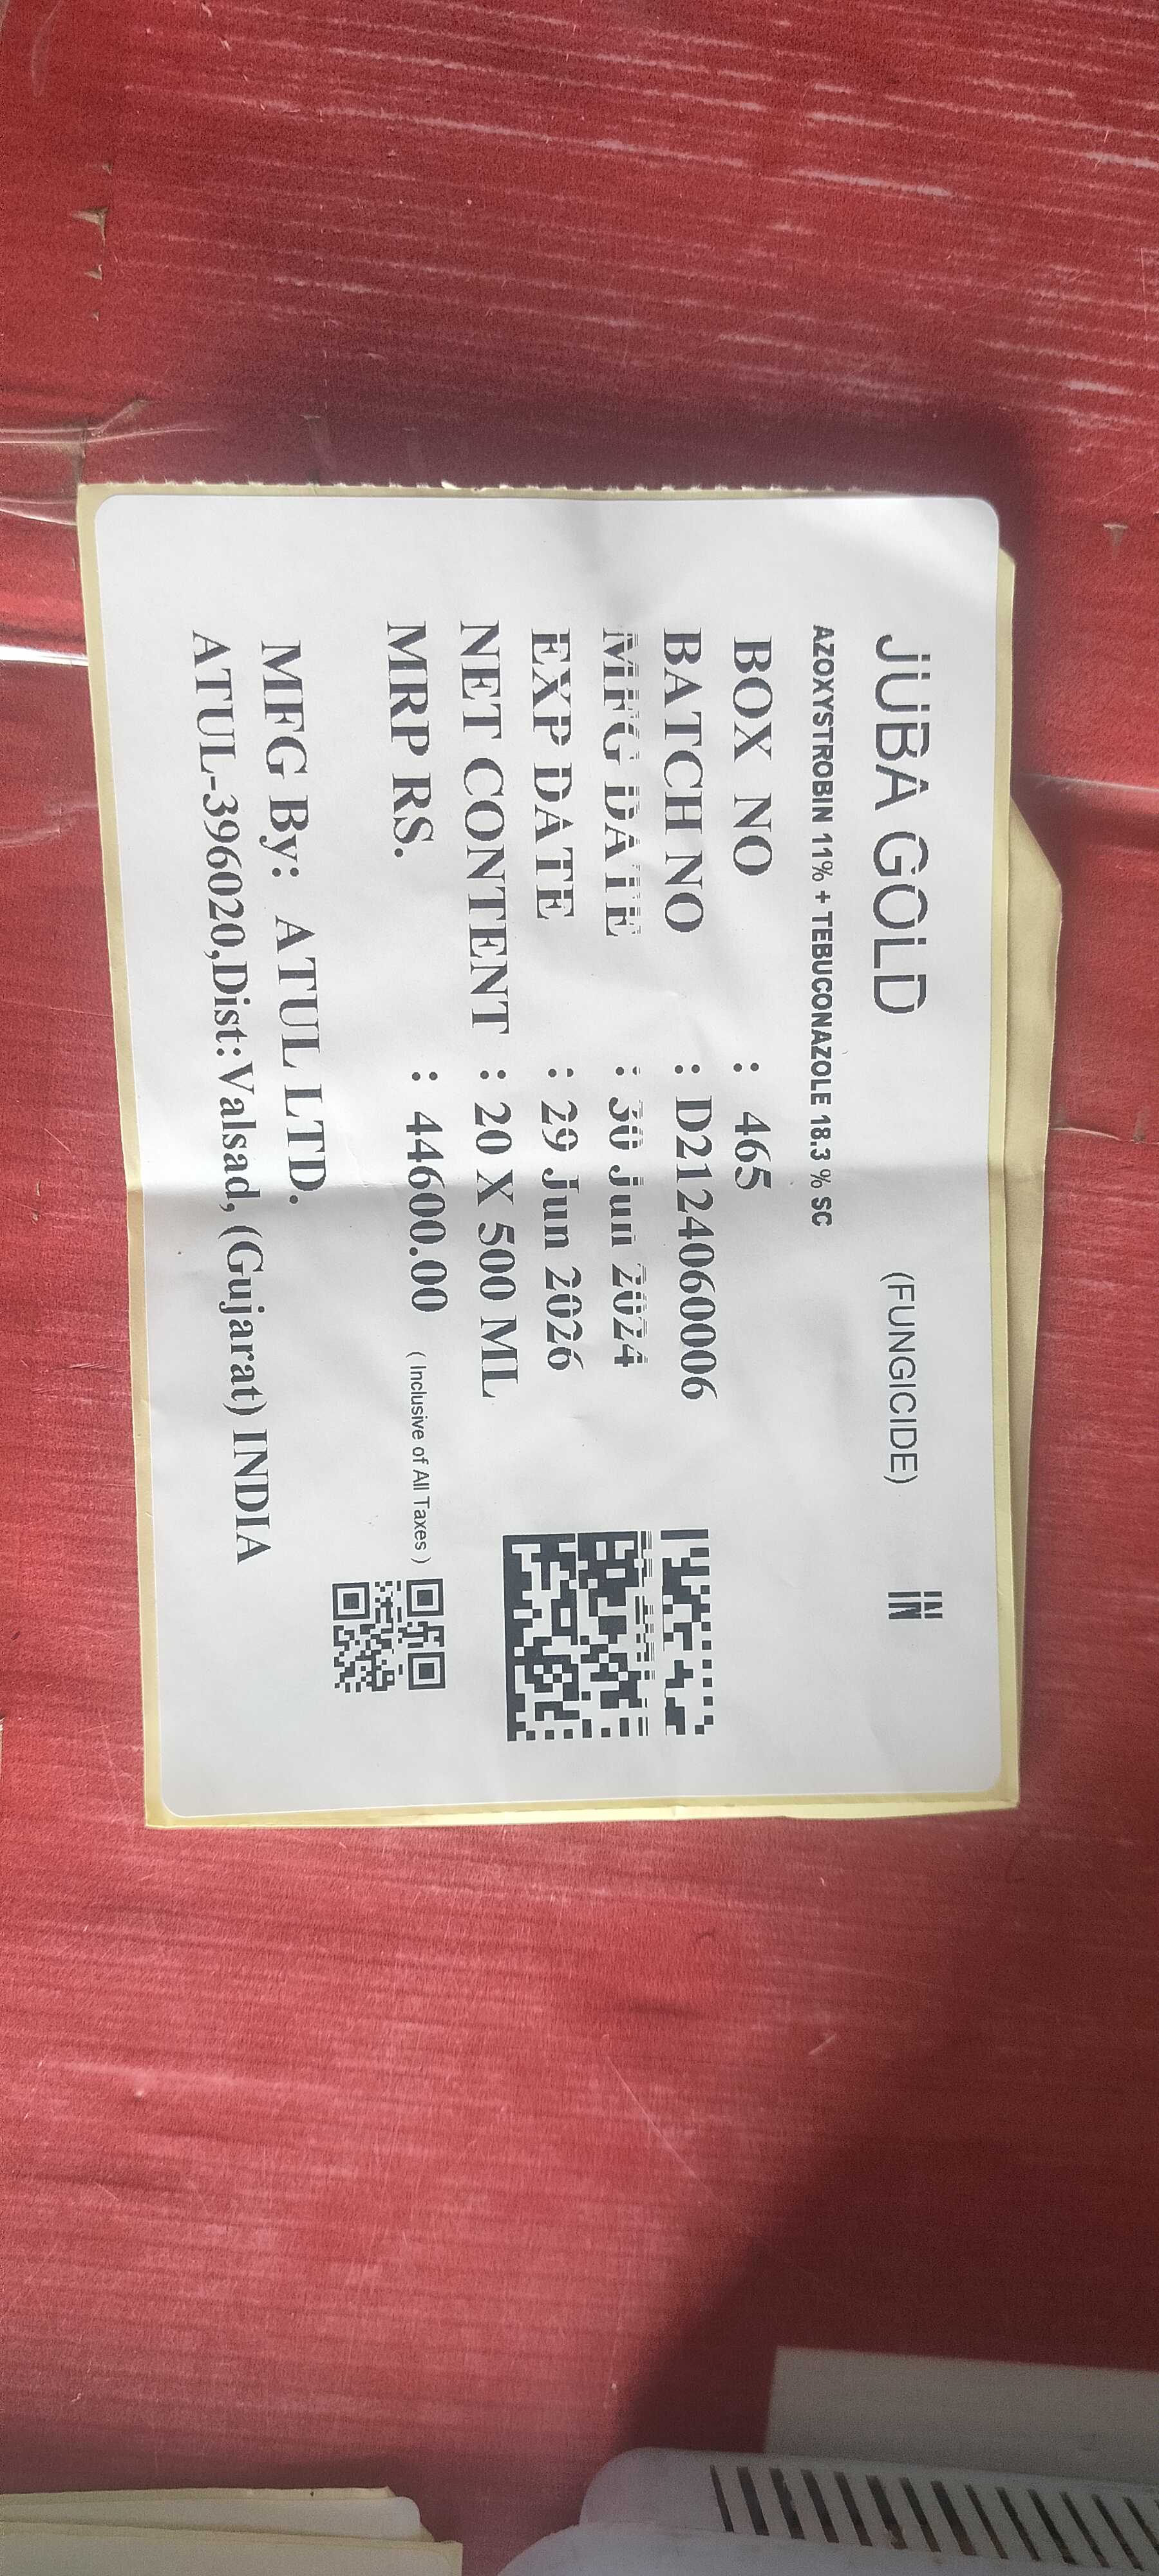 JUBA GOLD (FUNGICIDE) IN
AZOXYSTROBIN 11% + TEBUCONAZOLE 18.3 % SC
BOX NO : 465
BATCH NO : D2124060006
MFG DATE : 30 Jun 2024
EXP DATE : 29 Jun 2026
NET CONTENT : 20 X 500 ML
MRP RS. : 44600.00 ( Inclusive of All Taxes )
MFG By: ATUL LTD.
ATUL-396020,Dist:Valsad, (Gujarat) INDIA